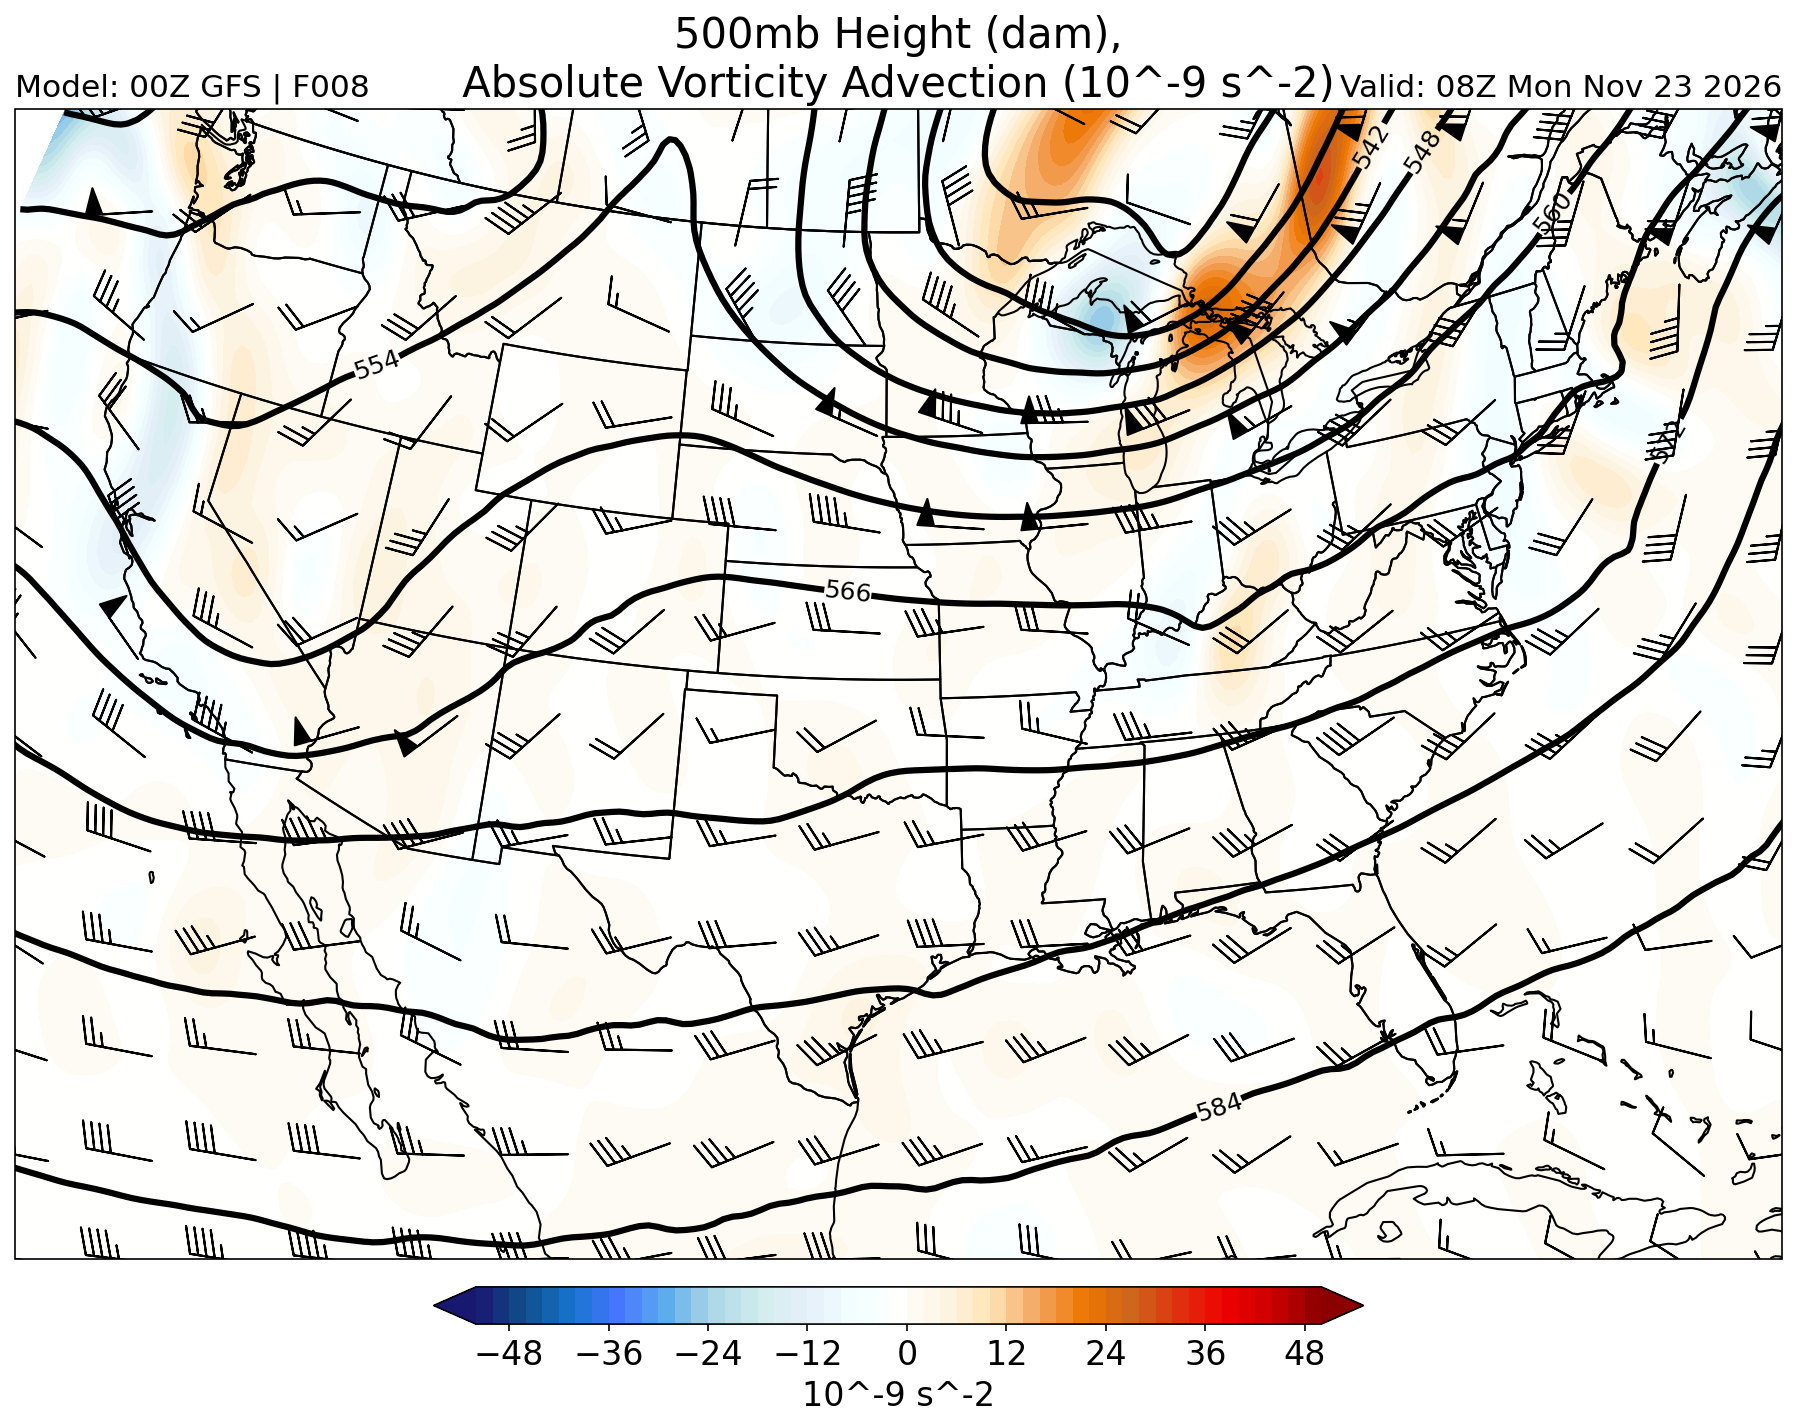 500mb Height (dam),
Model: 00Z GFS | F008
Absolute Vorticity Advection (10^-9 s^-2)
Valid: 08Z Mon Nov 23 2026
542
548
560
554
566
584
−48 −36 −24 −12 0 12 24 36 48
10^-9 s^-2